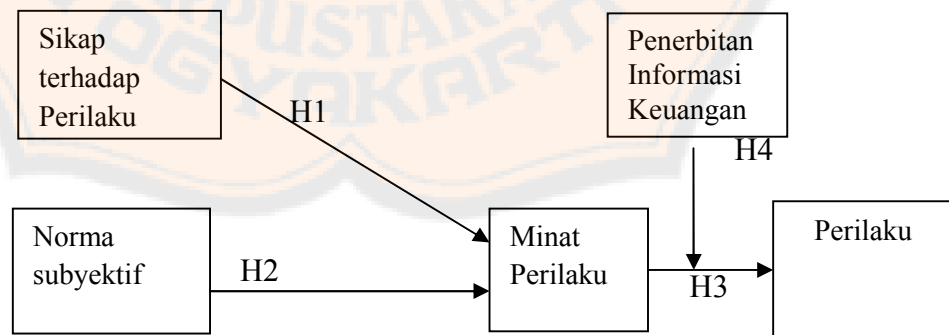 Sikap
terhadap
Perilaku
Penerbitan
Informasi
Keuangan
H1
H4
Norma
subyektif
H2
Minat
Perilaku
H3
Perilaku